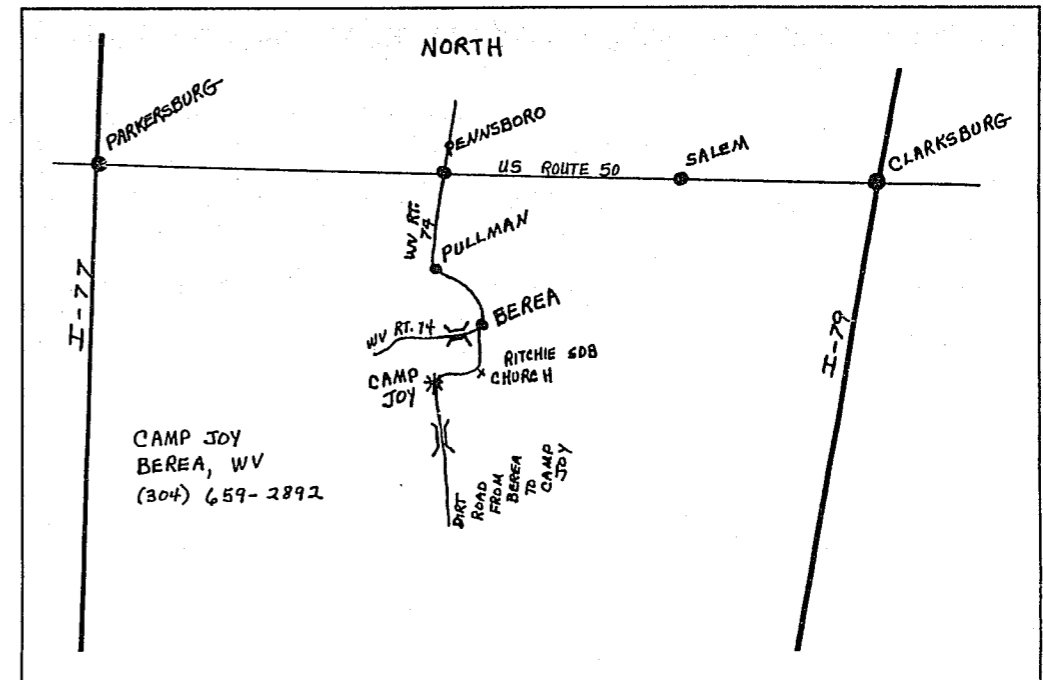 NORTH
PARKERSBURG
ENNSBORO
US ROUTE 50
SALEM
CLARKSBURG
WV RT.
74
PULLMAN
I-77
BEREA
WV RT. 74
I-79
RITCHIE SDB
CHURCH
CAMP
JOY
CAMP JOY
BEREA, WV
(304) 659-2892
DIRT
ROAD
FROM
BEREA
TO
CAMP
JOY